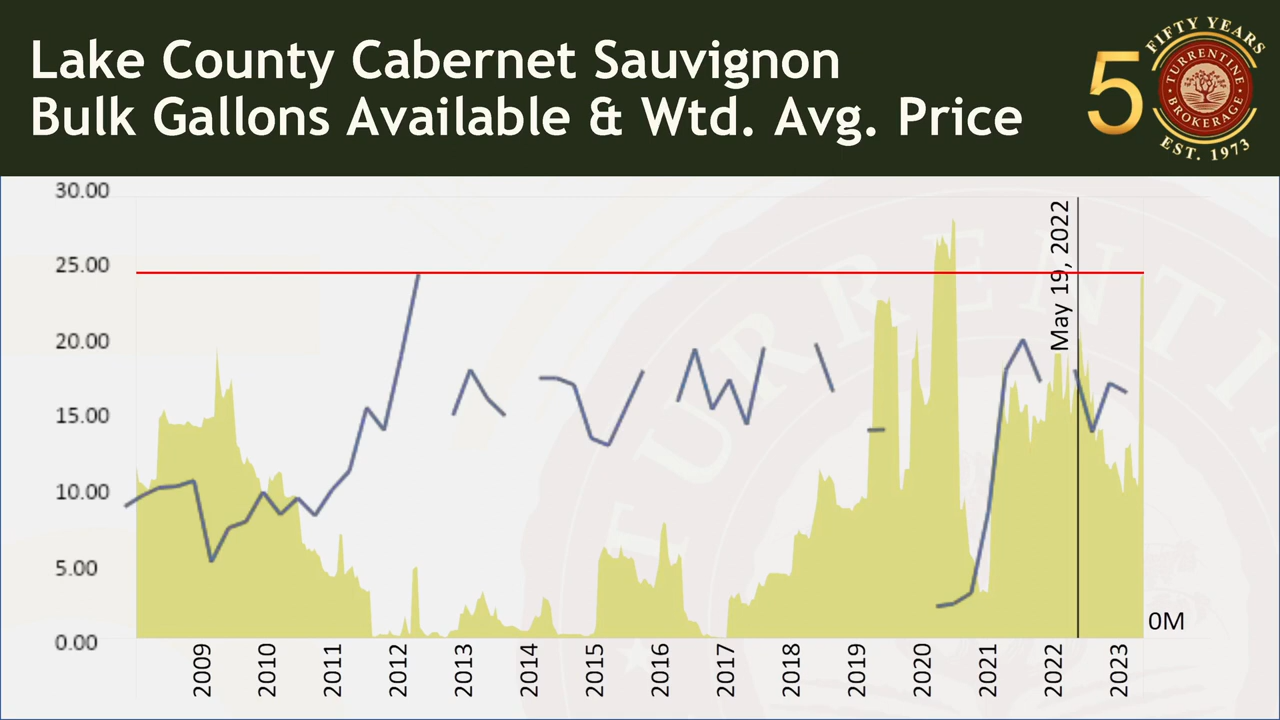 Lake County Cabernet Sauvignon
Bulk Gallons Available & Wtd. Avg. Price
50
FIFTY YEARS
TURRENTINE
BROKERAGE
EST. 1973
30.00
25.00
20.00
15.00
10.00
5.00
0.00
May 19, 2022
0M
2009 2010 2011 2012 2013 2014 2015 2016 2017 2018 2019 2020 2021 2022 2023
TURRENTI